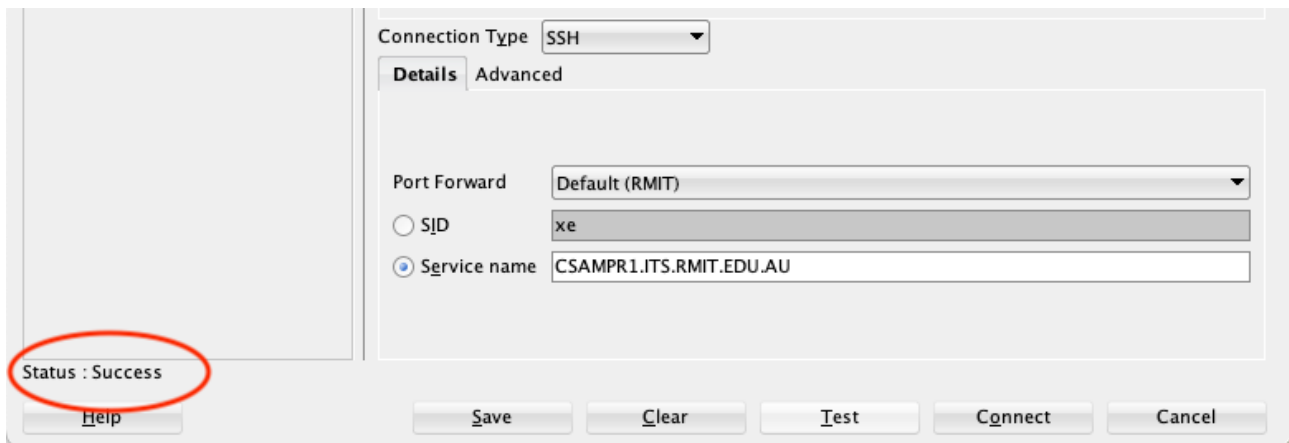 Connection Type SSH
Details Advanced
Port Forward Default (RMIT)
SID xe
Service name CSAMPR1.ITS.RMIT.EDU.AU
Status : Success
Help Save Clear Test Connect Cancel